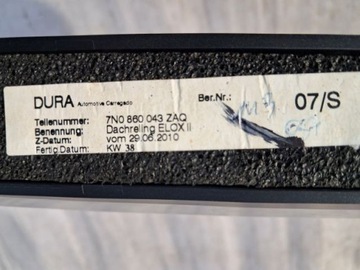 DURA Automotive Carregado Ber.Nr.: 07/S
Teilenummer: 7N0 860 043 ZAQ
Benennung: Dachreling ELOX II
Z-Datum: vom 29.06.2010
Fertig.Datum: KW 38